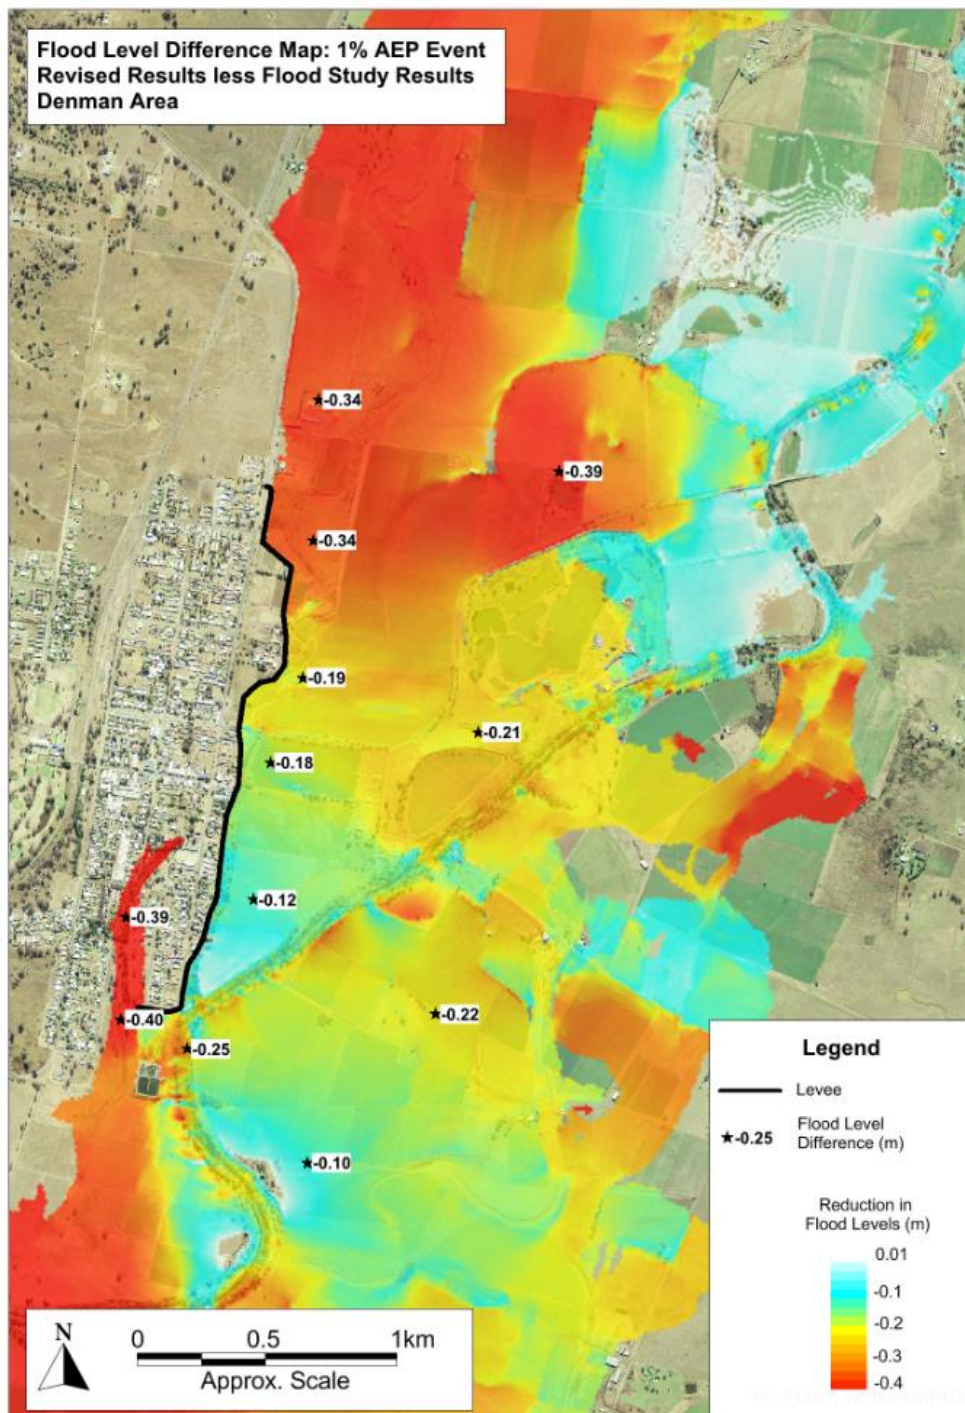 Flood Level Difference Map: 1% AEP Event
Revised Results less Flood Study Results
Denman Area
-0.34
-0.39
-0.34
-0.19
-0.21
-0.18
-0.12
-0.39
-0.22
-0.40
-0.25
-0.10
Legend
Levee
-0.25 Flood Level
Difference (m)
Reduction in
Flood Levels (m)
0.01
-0.1
-0.2
-0.3
-0.4
N
0 0.5 1km
Approx. Scale